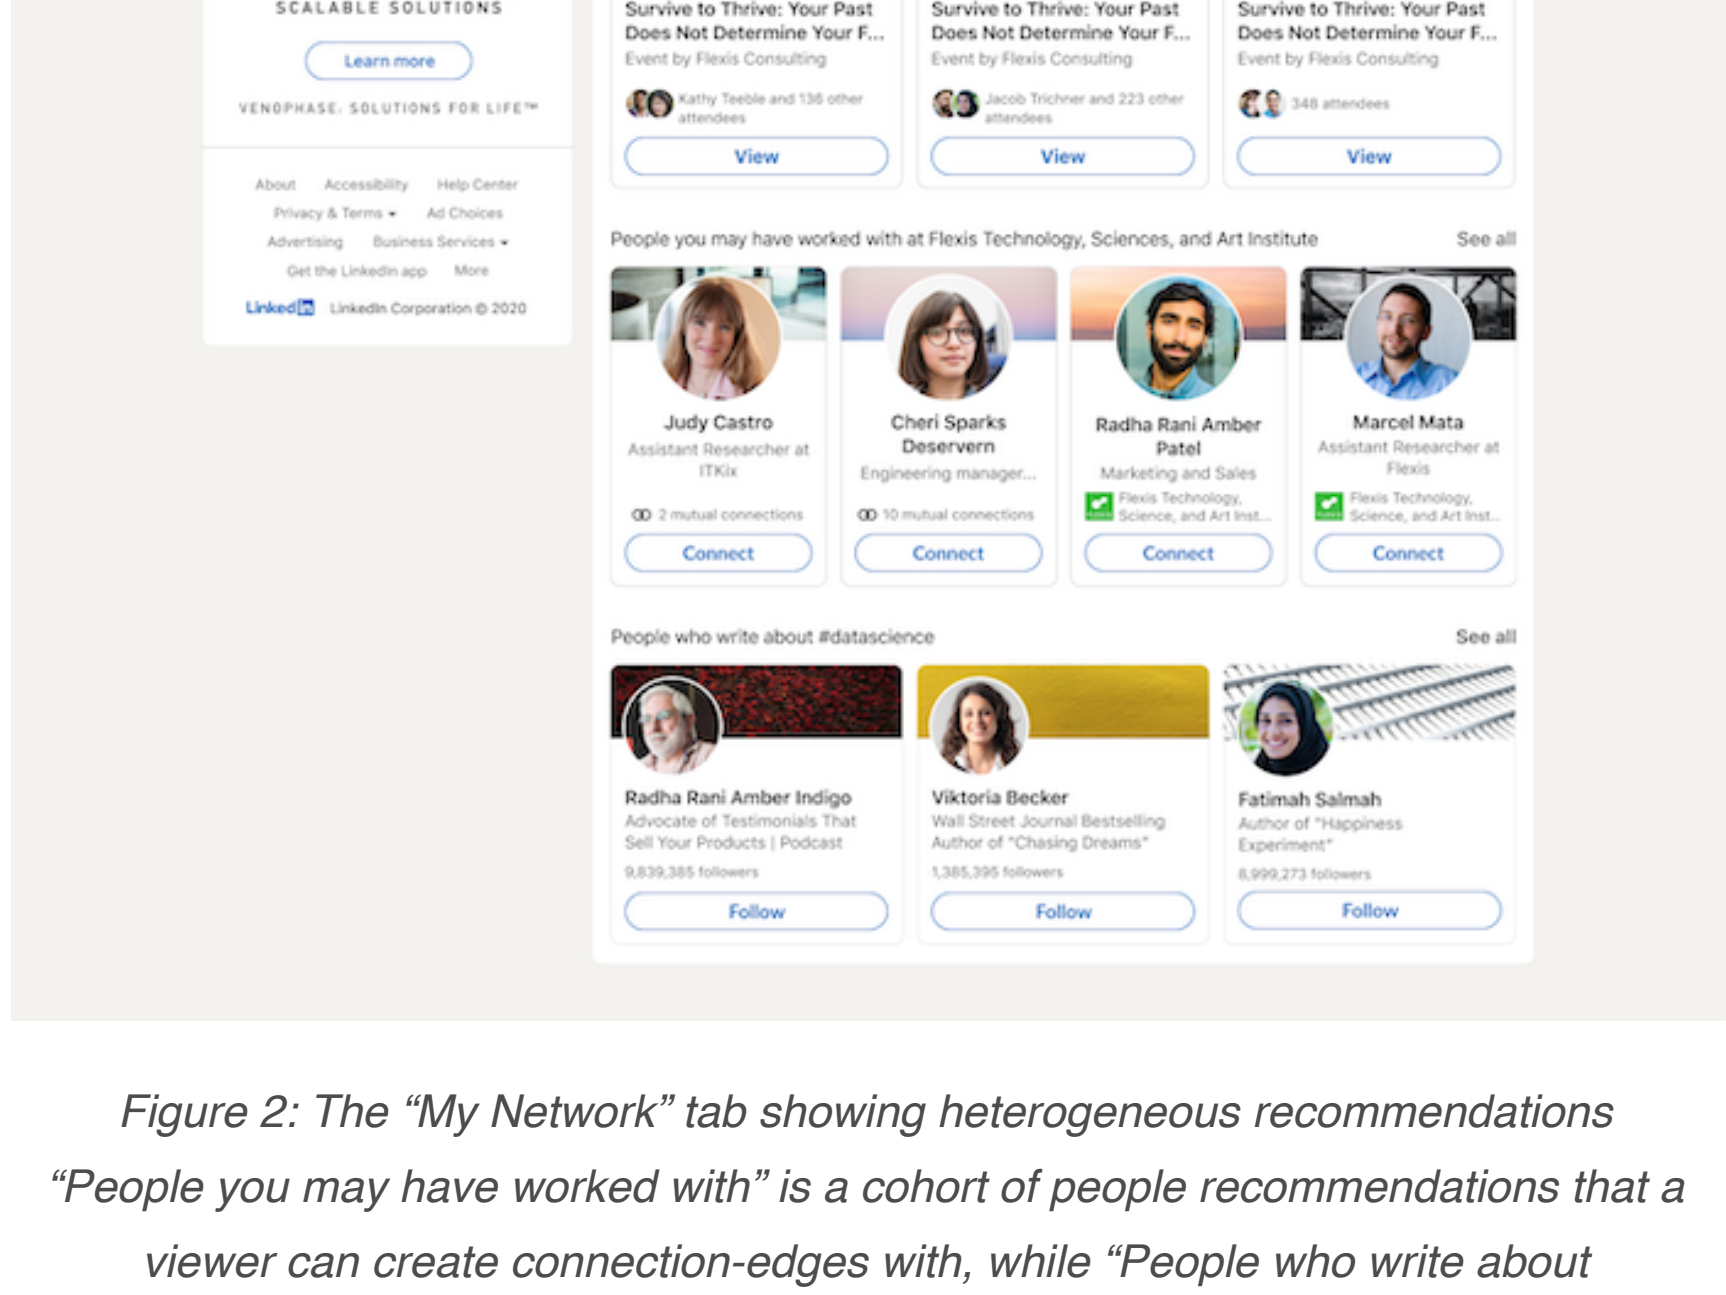 SCALABLE SOLUTIONS
Learn more
VENOPHASE: SOLUTIONS FOR LIFE™
About Accessibility Help Center
Privacy & Terms Ad Choices
Advertising Business Services
Get the LinkedIn app More
LinkedIn LinkedIn Corporation © 2020
Survive to Thrive: Your Past
Does Not Determine Your F...
Event by Flexis Consulting
Kathy Teeble and 136 other
attendees
View
Survive to Thrive: Your Past
Does Not Determine Your F...
Event by Flexis Consulting
Jacob Trichner and 223 other
attendees
View
Survive to Thrive: Your Past
Does Not Determine Your F...
Event by Flexis Consulting
348 attendees
View
People you may have worked with at Flexis Technology, Sciences, and Art Institute See all
Judy Castro
Assistant Researcher at
ITKix
2 mutual connections
Connect
Cheri Sparks
Deservern
Engineering manager...
10 mutual connections
Connect
Radha Rani Amber
Patel
Marketing and Sales
Flexis Technology,
Science, and Art Inst...
Connect
Marcel Mata
Assistant Researcher at
Flexis
Flexis Technology,
Science, and Art Inst...
Connect
People who write about #datascience See all
Radha Rani Amber Indigo
Advocate of Testimonials That
Sell Your Products | Podcast
9,839,385 followers
Follow
Viktoria Becker
Wall Street Journal Bestselling
Author of "Chasing Dreams"
1,385,395 followers
Follow
Fatimah Salmah
Author of "Happiness
Experiment"
8,999,273 followers
Follow
Figure 2: The “My Network” tab showing heterogeneous recommendations
“People you may have worked with” is a cohort of people recommendations that a
viewer can create connection-edges with, while “People who write about